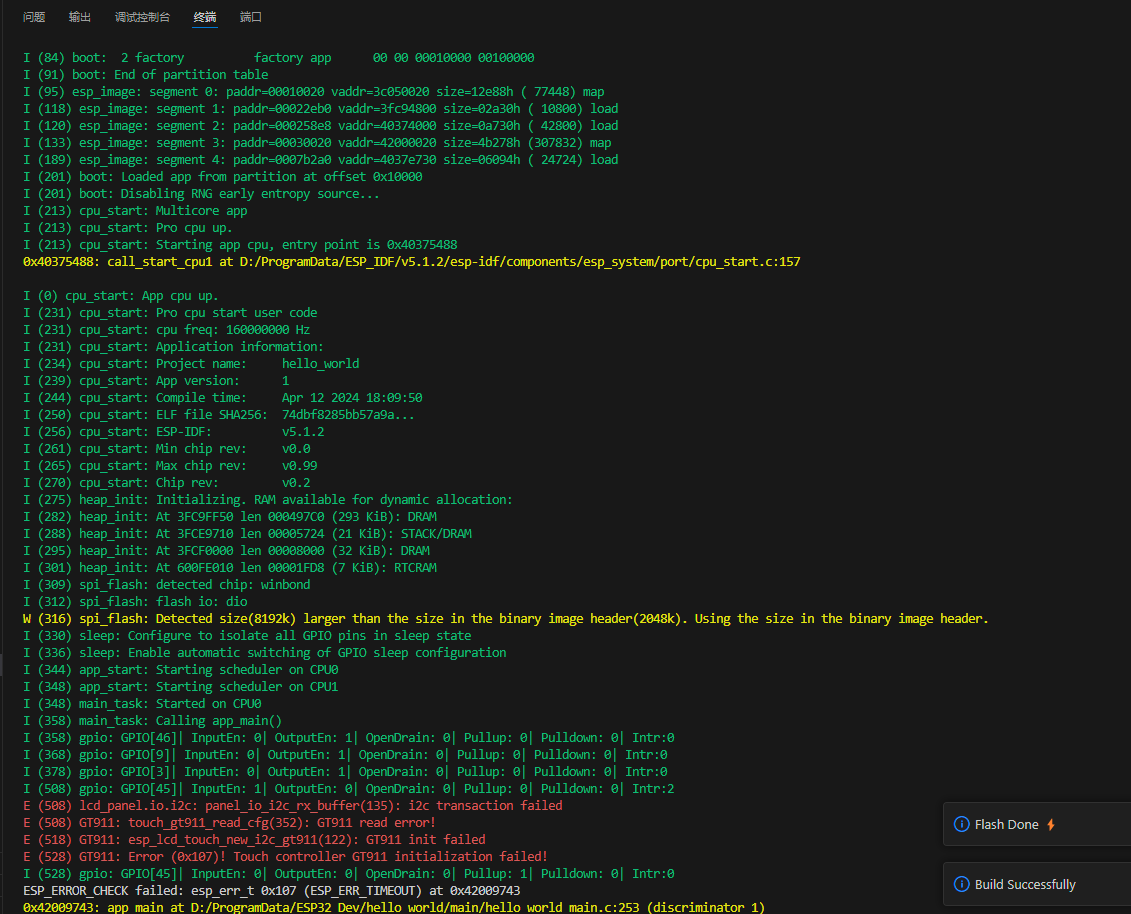 问题 输出 调试控制台 终端 端口
I (84) boot:  2 factory          factory app      00 00 00010000 00100000
I (91) boot: End of partition table
I (95) esp_image: segment 0: paddr=00010020 vaddr=3c050020 size=12e88h ( 77448) map
I (118) esp_image: segment 1: paddr=00022eb0 vaddr=3fc94800 size=02a30h ( 10800) load
I (120) esp_image: segment 2: paddr=000258e8 vaddr=40374000 size=0a730h ( 42800) load
I (133) esp_image: segment 3: paddr=00030020 vaddr=42000020 size=4b278h (307832) map
I (189) esp_image: segment 4: paddr=0007b2a0 vaddr=4037e730 size=06094h ( 24724) load
I (201) boot: Loaded app from partition at offset 0x10000
I (201) boot: Disabling RNG early entropy source...
I (213) cpu_start: Multicore app
I (213) cpu_start: Pro cpu up.
I (213) cpu_start: Starting app cpu, entry point is 0x40375488
0x40375488: call_start_cpu1 at D:/ProgramData/ESP_IDF/v5.1.2/esp-idf/components/esp_system/port/cpu_start.c:157
I (0) cpu_start: App cpu up.
I (231) cpu_start: Pro cpu start user code
I (231) cpu_start: cpu freq: 160000000 Hz
I (231) cpu_start: Application information:
I (234) cpu_start: Project name:     hello_world
I (239) cpu_start: App version:      1
I (244) cpu_start: Compile time:     Apr 12 2024 18:09:50
I (250) cpu_start: ELF file SHA256:  74dbf8285bb57a9a...
I (256) cpu_start: ESP-IDF:          v5.1.2
I (261) cpu_start: Min chip rev:     v0.0
I (265) cpu_start: Max chip rev:     v0.99
I (270) cpu_start: Chip rev:         v0.2
I (275) heap_init: Initializing. RAM available for dynamic allocation:
I (282) heap_init: At 3FC9FF50 len 000497C0 (293 KiB): DRAM
I (288) heap_init: At 3FCE9710 len 00005724 (21 KiB): STACK/DRAM
I (295) heap_init: At 3FCF0000 len 00008000 (32 KiB): DRAM
I (301) heap_init: At 600FE010 len 00001FD8 (7 KiB): RTCRAM
I (309) spi_flash: detected chip: winbond
I (312) spi_flash: flash io: dio
W (316) spi_flash: Detected size(8192k) larger than the size in the binary image header(2048k). Using the size in the binary image header.
I (330) sleep: Configure to isolate all GPIO pins in sleep state
I (336) sleep: Enable automatic switching of GPIO sleep configuration
I (344) app_start: Starting scheduler on CPU0
I (348) app_start: Starting scheduler on CPU1
I (348) main_task: Started on CPU0
I (358) main_task: Calling app_main()
I (358) gpio: GPIO[46]| InputEn: 0| OutputEn: 1| OpenDrain: 0| Pullup: 0| Pulldown: 0| Intr:0
I (368) gpio: GPIO[9]| InputEn: 0| OutputEn: 1| OpenDrain: 0| Pullup: 0| Pulldown: 0| Intr:0
I (378) gpio: GPIO[3]| InputEn: 0| OutputEn: 1| OpenDrain: 0| Pullup: 0| Pulldown: 0| Intr:0
I (508) gpio: GPIO[45]| InputEn: 1| OutputEn: 0| OpenDrain: 0| Pullup: 0| Pulldown: 0| Intr:2
E (508) lcd_panel.io.i2c: panel_io_i2c_rx_buffer(135): i2c transaction failed
E (508) GT911: touch_gt911_read_cfg(352): GT911 read error!
E (518) GT911: esp_lcd_touch_new_i2c_gt911(122): GT911 init failed
E (528) GT911: Error (0x107)! Touch controller GT911 initialization failed!
I (528) gpio: GPIO[45]| InputEn: 0| OutputEn: 0| OpenDrain: 0| Pullup: 1| Pulldown: 0| Intr:0
ESP_ERROR_CHECK failed: esp_err_t 0x107 (ESP_ERR_TIMEOUT) at 0x42009743
0x42009743: app_main at D:/ProgramData/ESP32_Dev/hello_world/main/hello_world_main.c:253 (discriminator 1)
Flash Done
Build Successfully